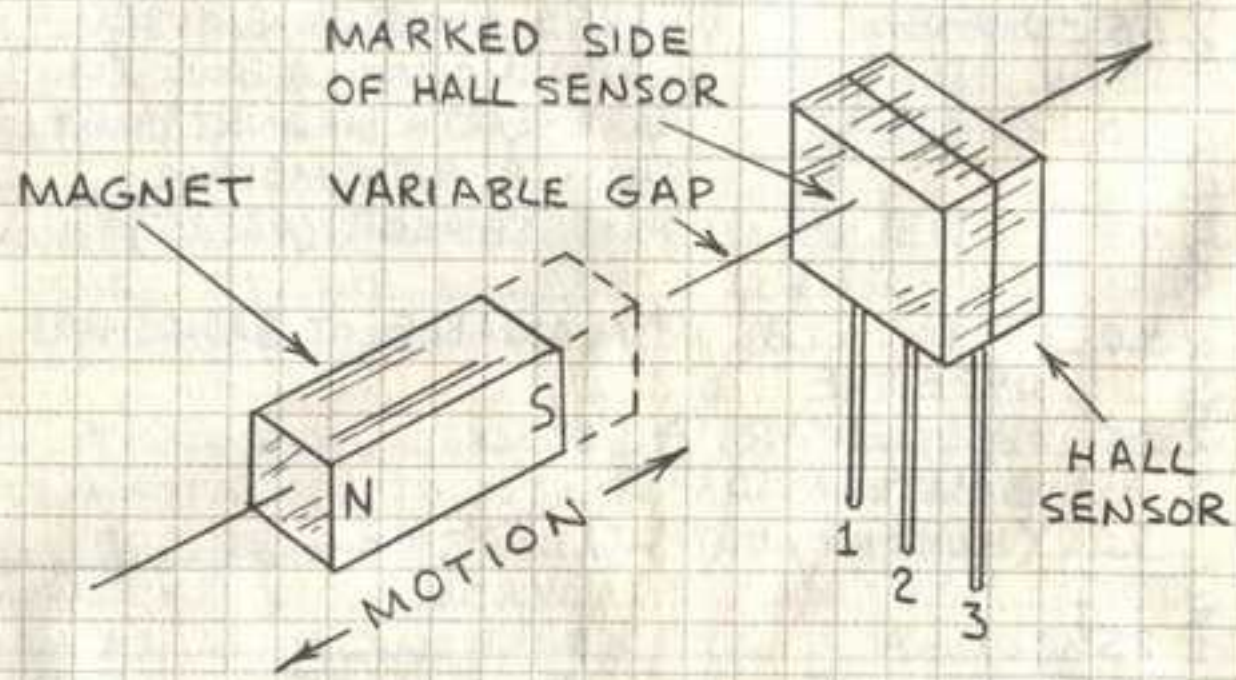 MARKED SIDE
OF HALL SENSOR
MAGNET
VARIABLE GAP
S
N
MOTION
HALL
SENSOR
1
2
3